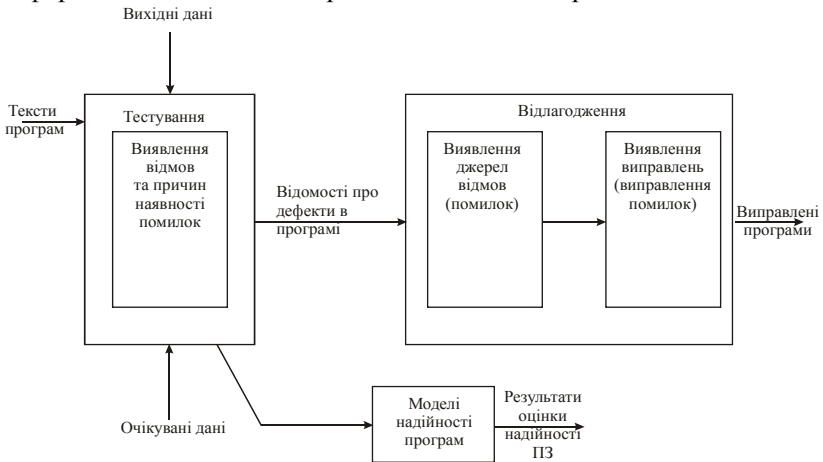 Вихідні дані
Тексти
програм
Тестування
Виявлення
відмов
та причин
наявності
помилок
Відомості про
дефекти в
програмі
Відлагодження
Виявлення
джерел
відмов
(помилок)
Виявлення
виправлень
(виправлення
помилок)
Виправлені
програми
Очікувані дані
Моделі
надійності
програм
Результати
оцінки
надійності
ПЗ